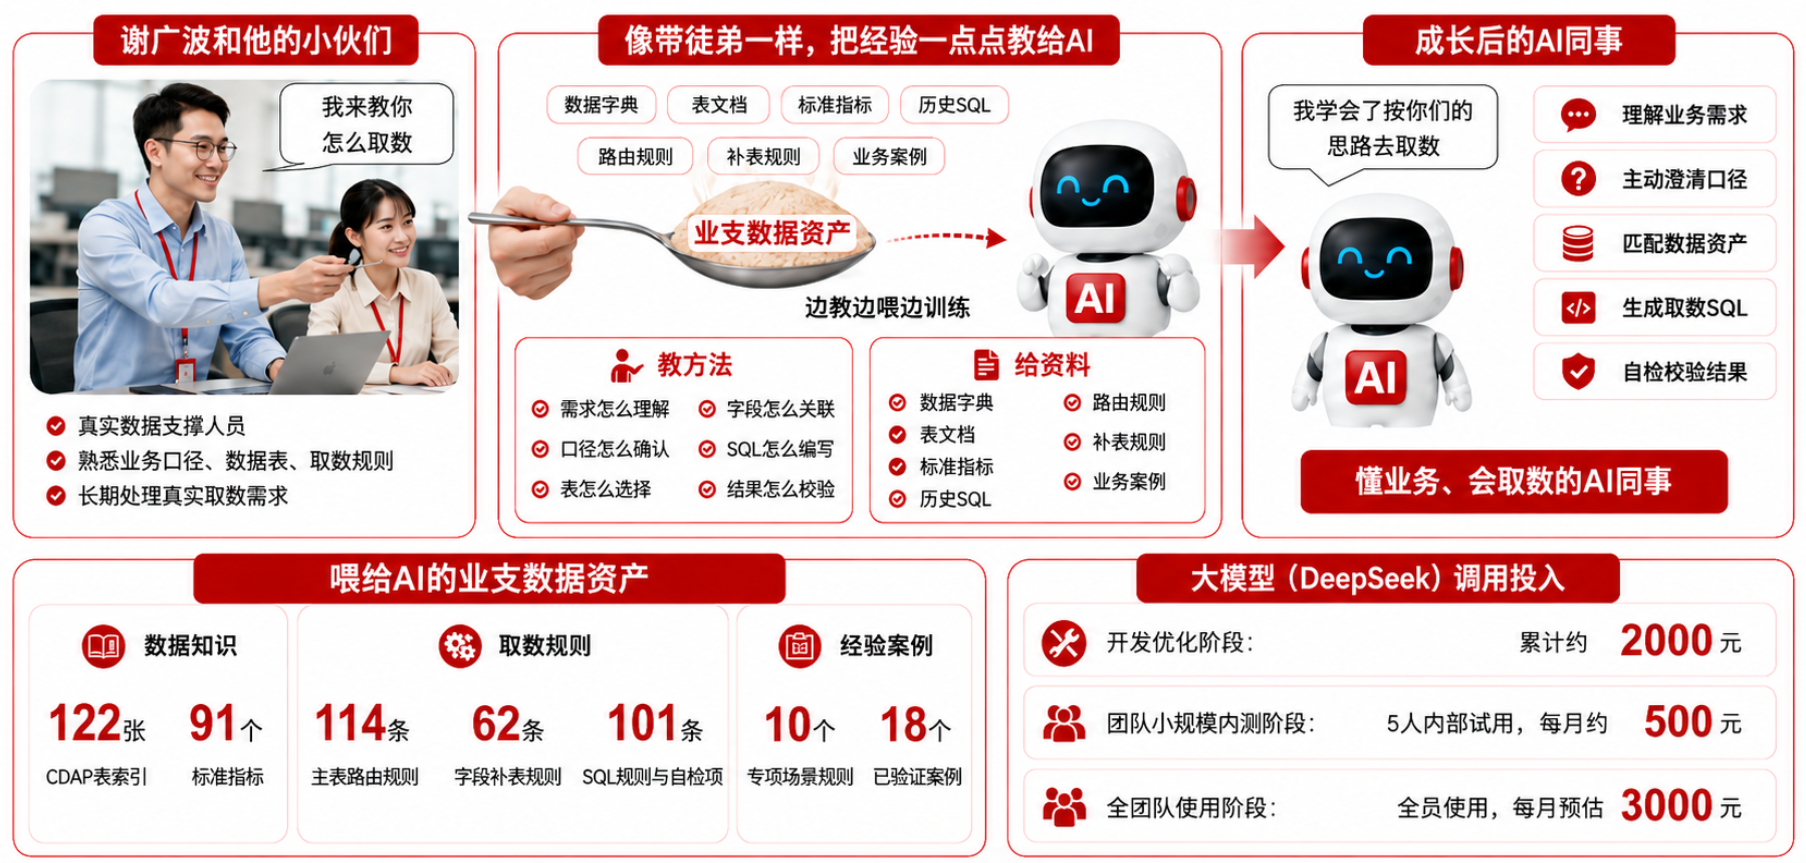 谢广波和他的小伙们
我来教你
怎么取数
真实数据支撑人员
熟悉业务口径、数据表、取数规则
长期处理真实取数需求
像带徒弟一样，把经验一点点教给AI
数据字典
表文档
标准指标
历史SQL
路由规则
补表规则
业务案例
业支数据资产
边教边喂边训练
AI
教方法
需求怎么理解
字段怎么关联
口径怎么确认
SQL怎么编写
表怎么选择
结果怎么校验
给资料
数据字典
表文档
标准指标
历史SQL
路由规则
补表规则
业务案例
成长后的AI同事
我学会了按你们的
思路去取数
AI
理解业务需求
主动澄清口径
匹配数据资产
生成取数SQL
自检校验结果
懂业务、会取数的AI同事
喂给AI的业支数据资产
数据知识
122张
CDAP表索引
91个
标准指标
取数规则
114条
主表路由规则
62条
字段补表规则
101条
SQL规则与自检项
经验案例
10个
专项场景规则
18个
已验证案例
大模型（DeepSeek）调用投入
开发优化阶段： 累计约 2000 元
团队小规模内测阶段： 5人内部试用，每月约 500 元
全团队使用阶段： 全员使用，每月预估 3000 元